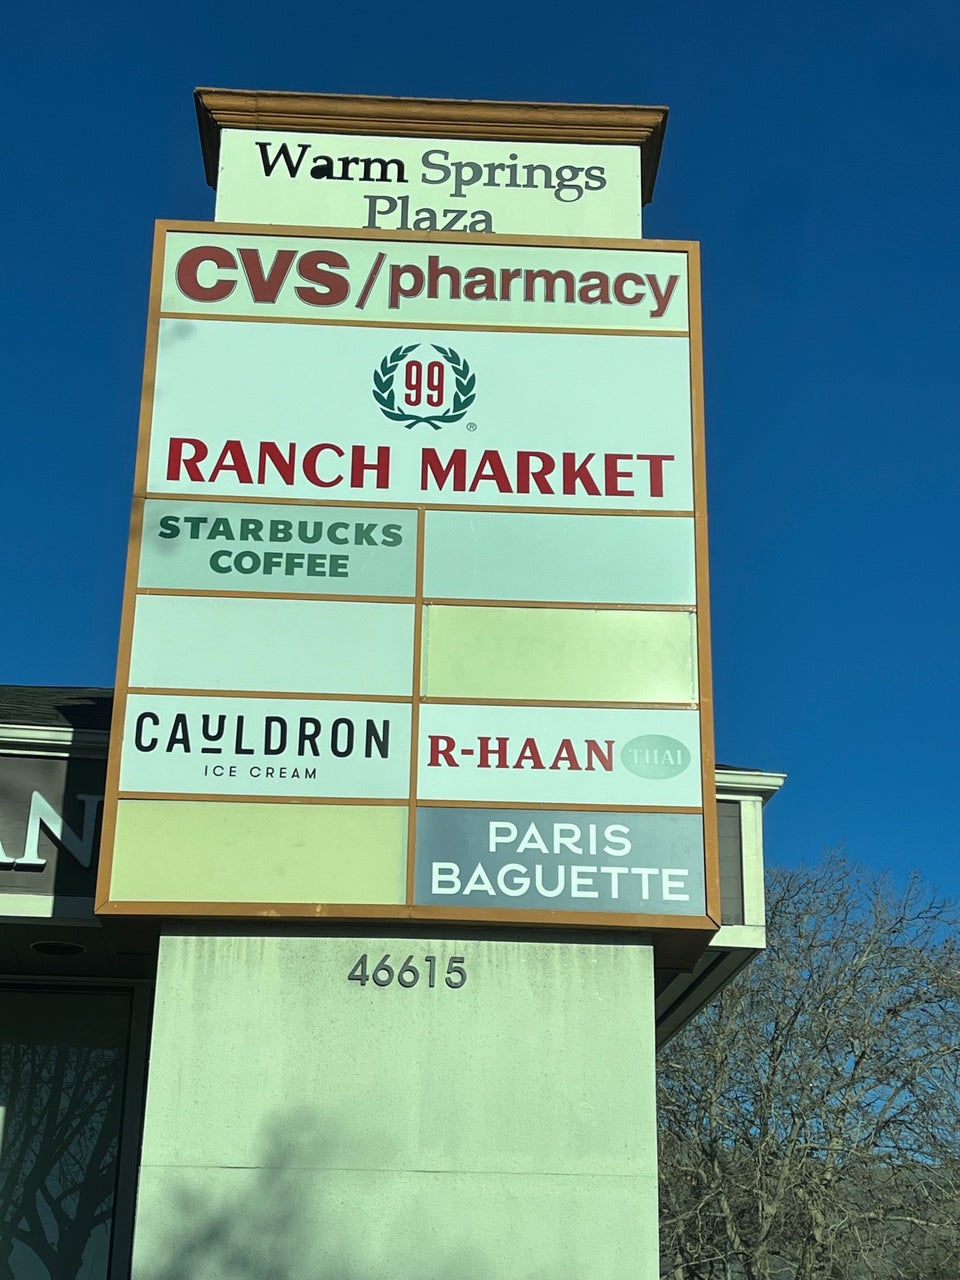 Warm Springs
Plaza
CVS/pharmacy
99
®
RANCH MARKET
STARBUCKS
COFFEE
CAULDRON
ICE CREAM
R-HAAN THAI
PARIS
BAGUETTE
46615